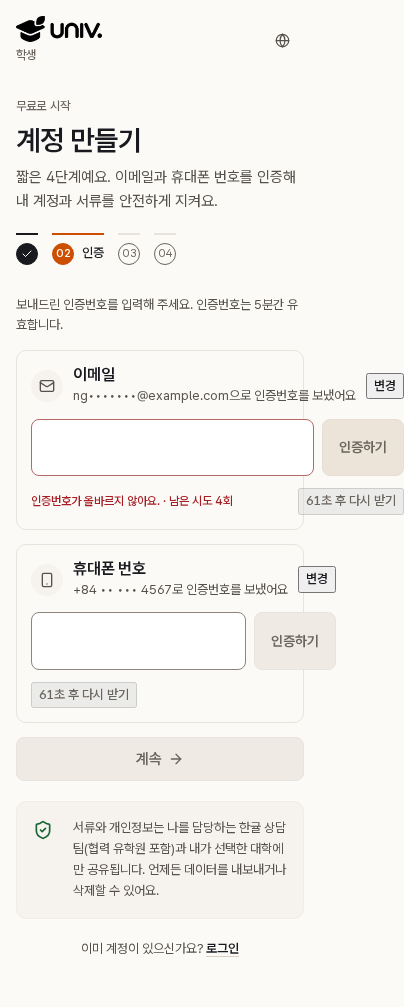 univ.
학생
무료로 시작
계정 만들기
짧은 4단계예요. 이메일과 휴대폰 번호를 인증해
내 계정과 서류를 안전하게 지켜요.
02 인증 03 04
보내드린 인증번호를 입력해 주세요. 인증번호는 5분간 유
효합니다.
이메일
ng•••••••@example.com으로 인증번호를 보냈어요
변경
인증하기
인증번호가 올바르지 않아요. · 남은 시도 4회
61초 후 다시 받기
휴대폰 번호
+84 •• ••• 4567로 인증번호를 보냈어요
변경
인증하기
61초 후 다시 받기
계속 →
서류와 개인정보는 나를 담당하는 한귤 상담
팀(협력 유학원 포함)과 내가 선택한 대학에
만 공유됩니다. 언제든 데이터를 내보내거나
삭제할 수 있어요.
이미 계정이 있으신가요? 로그인